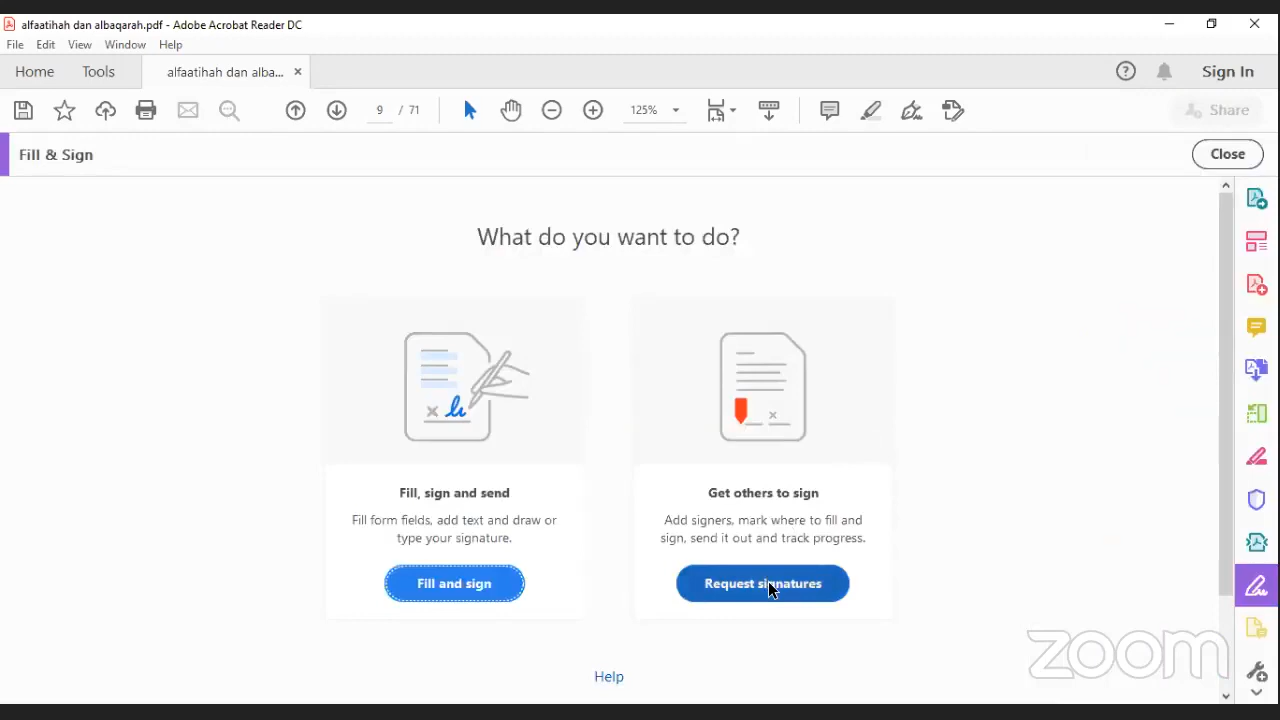 alfaatihah dan albaqarah.pdf - Adobe Acrobat Reader DC
File Edit View Window Help
Home Tools alfaatihah dan alba... × Sign In
9 / 71 125% Share
Fill & Sign Close
What do you want to do?
Fill, sign and send
Fill form fields, add text and draw or
type your signature.
Fill and sign
Get others to sign
Add signers, mark where to fill and
sign, send it out and track progress.
Request signatures
Help
zoom